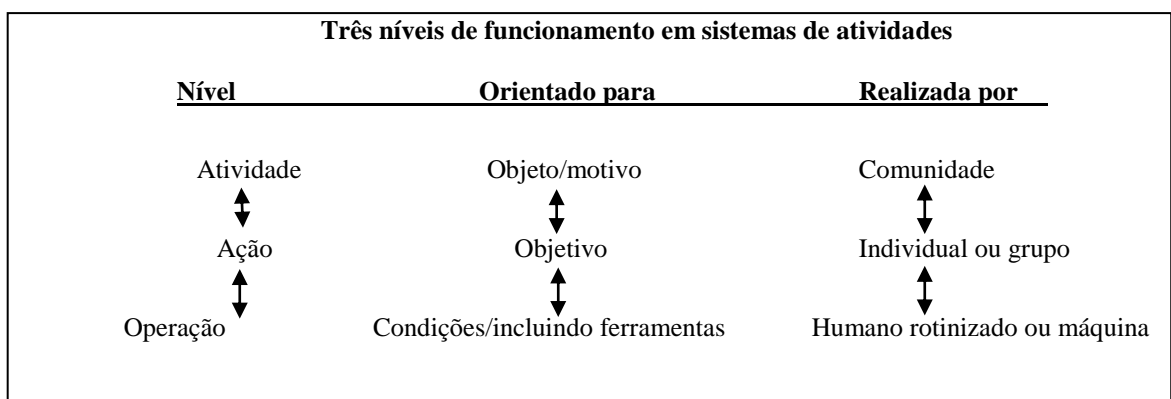 Três níveis de funcionamento em sistemas de atividades
Nível Orientado para Realizada por
Atividade Objeto/motivo Comunidade
Ação Objetivo Individual ou grupo
Operação Condições/incluindo ferramentas Humano rotinizado ou máquina